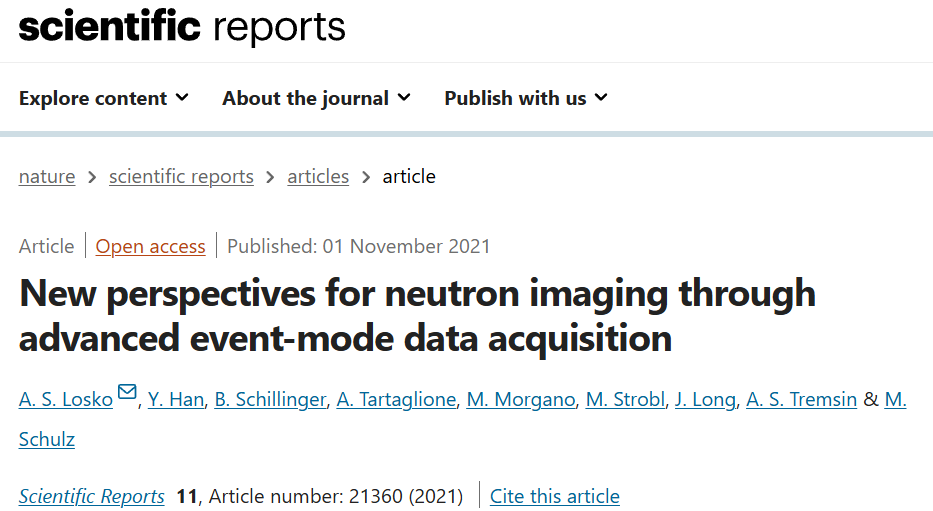 scientific reports
Explore content About the journal Publish with us
nature > scientific reports > articles > article
Article | Open access | Published: 01 November 2021
New perspectives for neutron imaging through
advanced event-mode data acquisition
A. S. Losko, Y. Han, B. Schillinger, A. Tartaglione, M. Morgano, M. Strobl, J. Long, A. S. Tremsin & M.
Schulz
Scientific Reports 11, Article number: 21360 (2021) | Cite this article